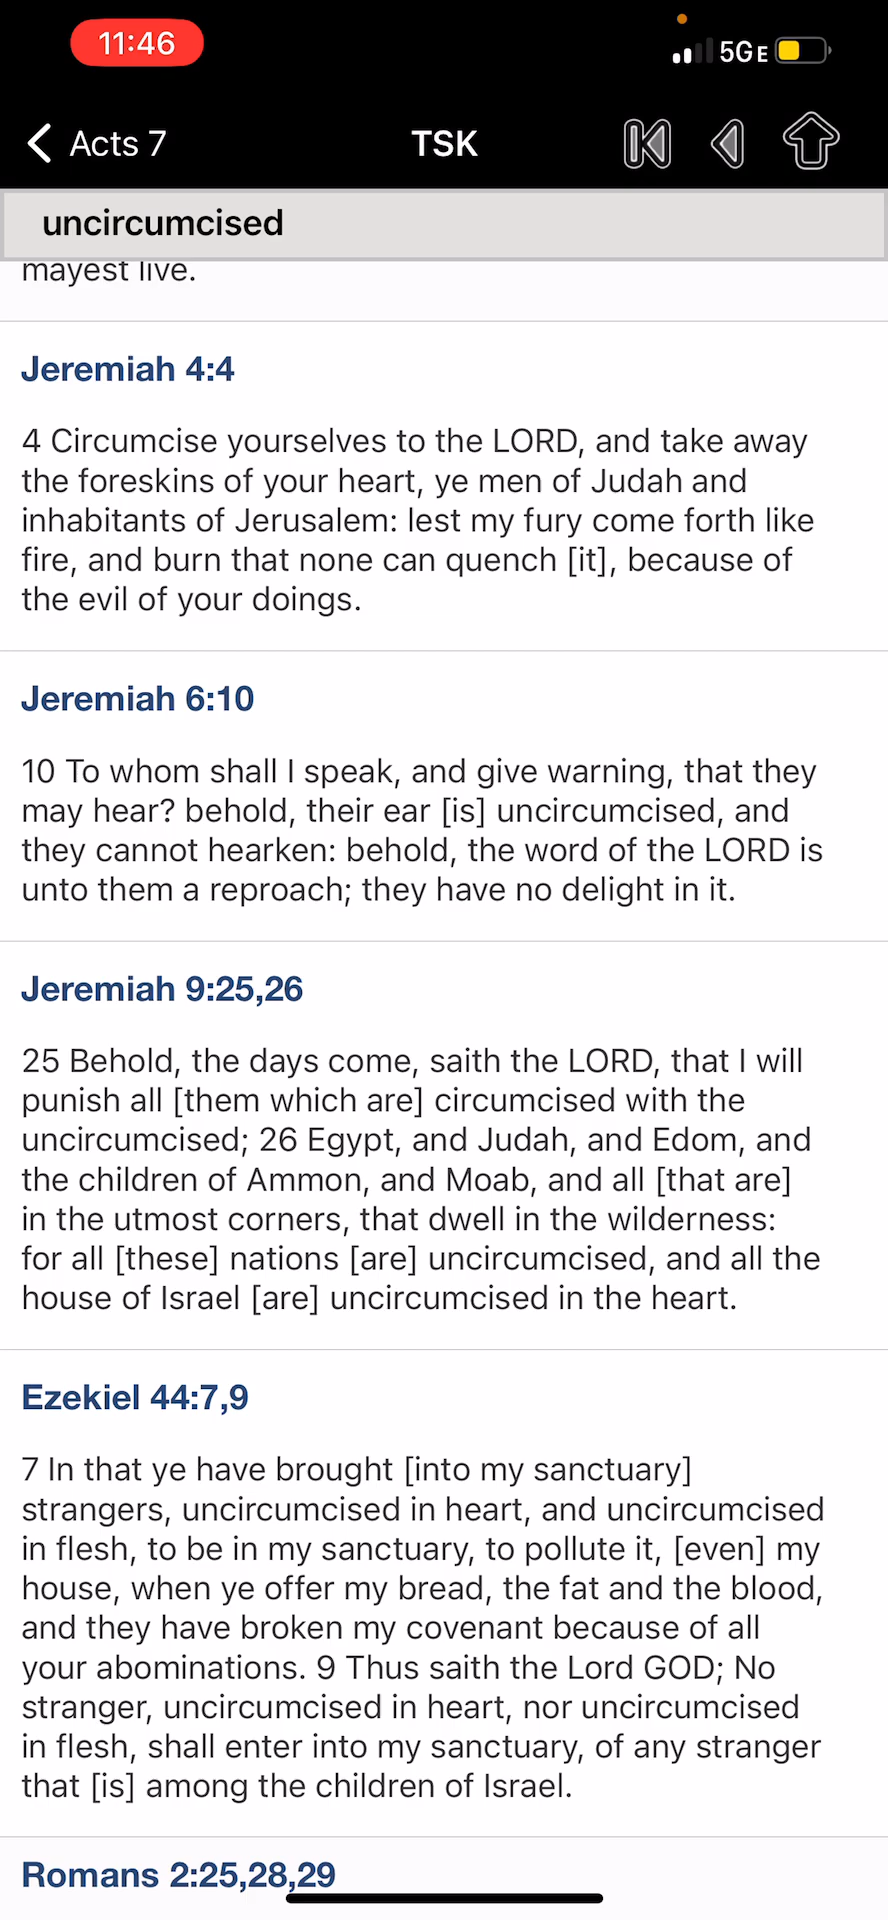 11:46
5GE
Acts 7
TSK
uncircumcised
mayest live.
Jeremiah 4:4
4 Circumcise yourselves to the LORD, and take away
the foreskins of your heart, ye men of Judah and
inhabitants of Jerusalem: lest my fury come forth like
fire, and burn that none can quench [it], because of
the evil of your doings.
Jeremiah 6:10
10 To whom shall I speak, and give warning, that they
may hear? behold, their ear [is] uncircumcised, and
they cannot hearken: behold, the word of the LORD is
unto them a reproach; they have no delight in it.
Jeremiah 9:25,26
25 Behold, the days come, saith the LORD, that I will
punish all [them which are] circumcised with the
uncircumcised; 26 Egypt, and Judah, and Edom, and
the children of Ammon, and Moab, and all [that are]
in the utmost corners, that dwell in the wilderness:
for all [these] nations [are] uncircumcised, and all the
house of Israel [are] uncircumcised in the heart.
Ezekiel 44:7,9
7 In that ye have brought [into my sanctuary]
strangers, uncircumcised in heart, and uncircumcised
in flesh, to be in my sanctuary, to pollute it, [even] my
house, when ye offer my bread, the fat and the blood,
and they have broken my covenant because of all
your abominations. 9 Thus saith the Lord GOD; No
stranger, uncircumcised in heart, nor uncircumcised
in flesh, shall enter into my sanctuary, of any stranger
that [is] among the children of Israel.
Romans 2:25,28,29